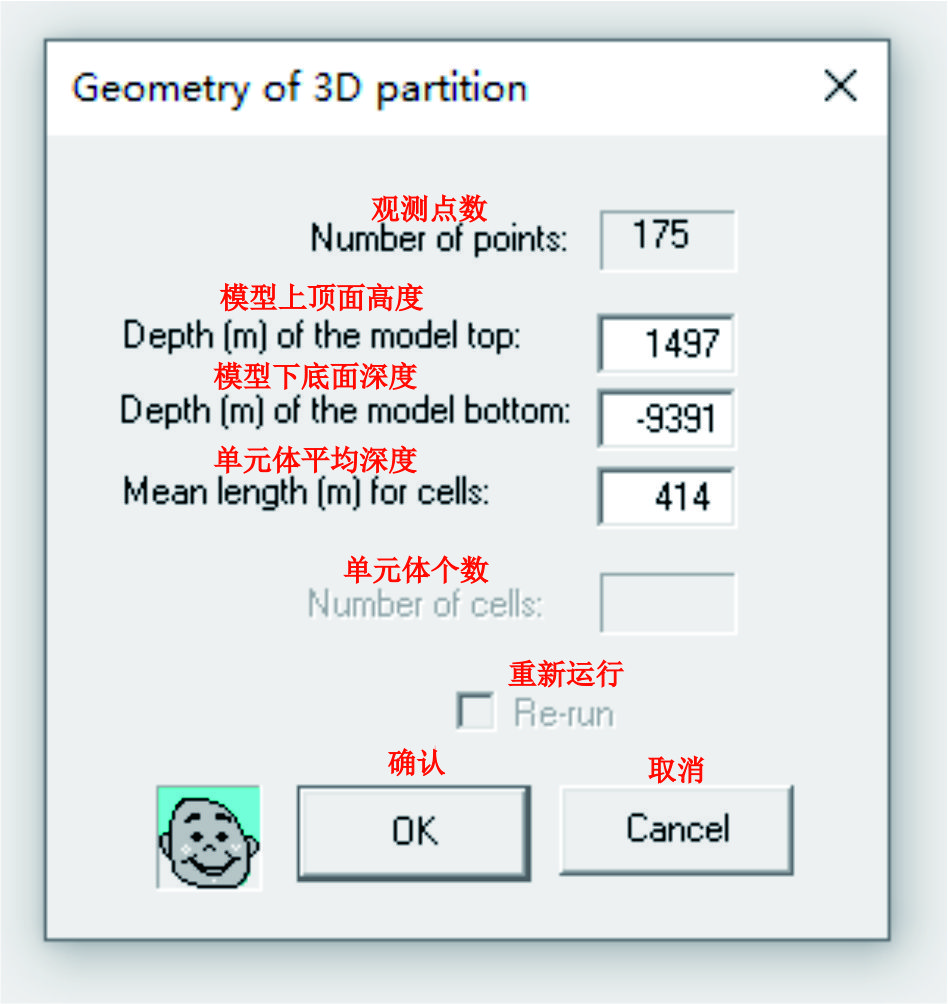 Geometry of 3D partition
观测点数
Number of points: 175
模型上顶面高度
Depth (m) of the model top: 1497
模型下底面深度
Depth (m) of the model bottom: -9391
单元体平均深度
Mean length (m) for cells: 414
单元体个数
Number of cells:
重新运行
Re-run
确认
取消
OK
Cancel